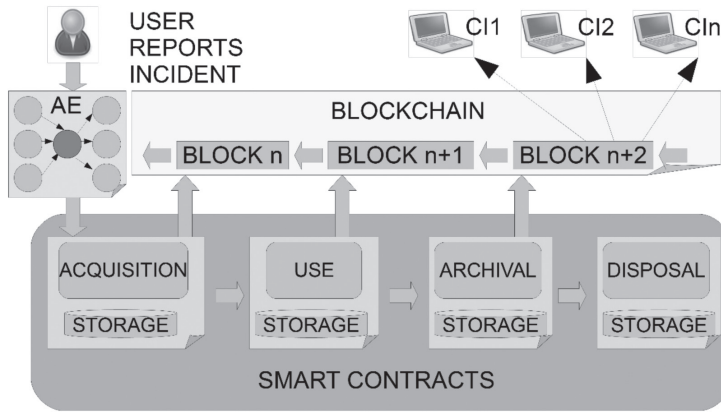 USER
REPORTS
INCIDENT
CI1
CI2
CIn
AE
BLOCKCHAIN
BLOCK n
BLOCK n+1
BLOCK n+2
ACQUISITION
USE
ARCHIVAL
DISPOSAL
STORAGE
STORAGE
STORAGE
STORAGE
SMART CONTRACTS